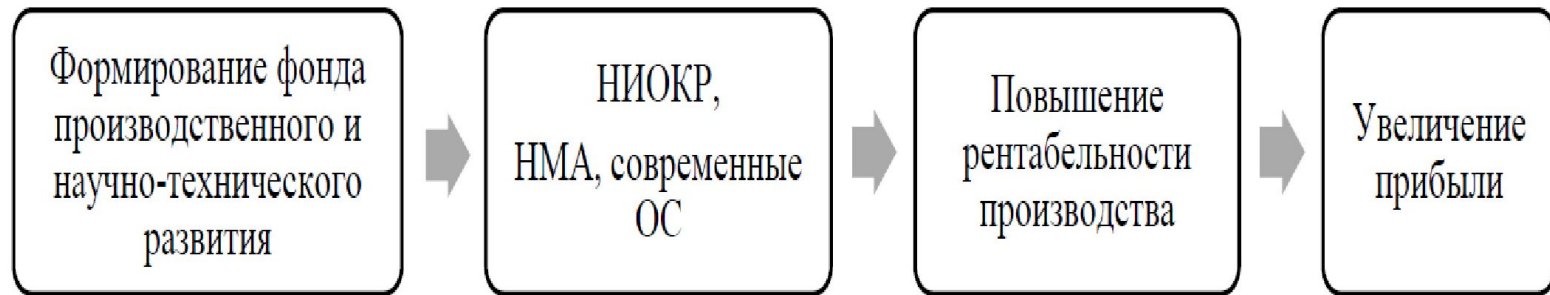 Формирование фонда
производственного и
научно-технического
развития
НИОКР,
НМА, современные
ОС
Повышение
рентабельности
производства
Увеличение
прибыли